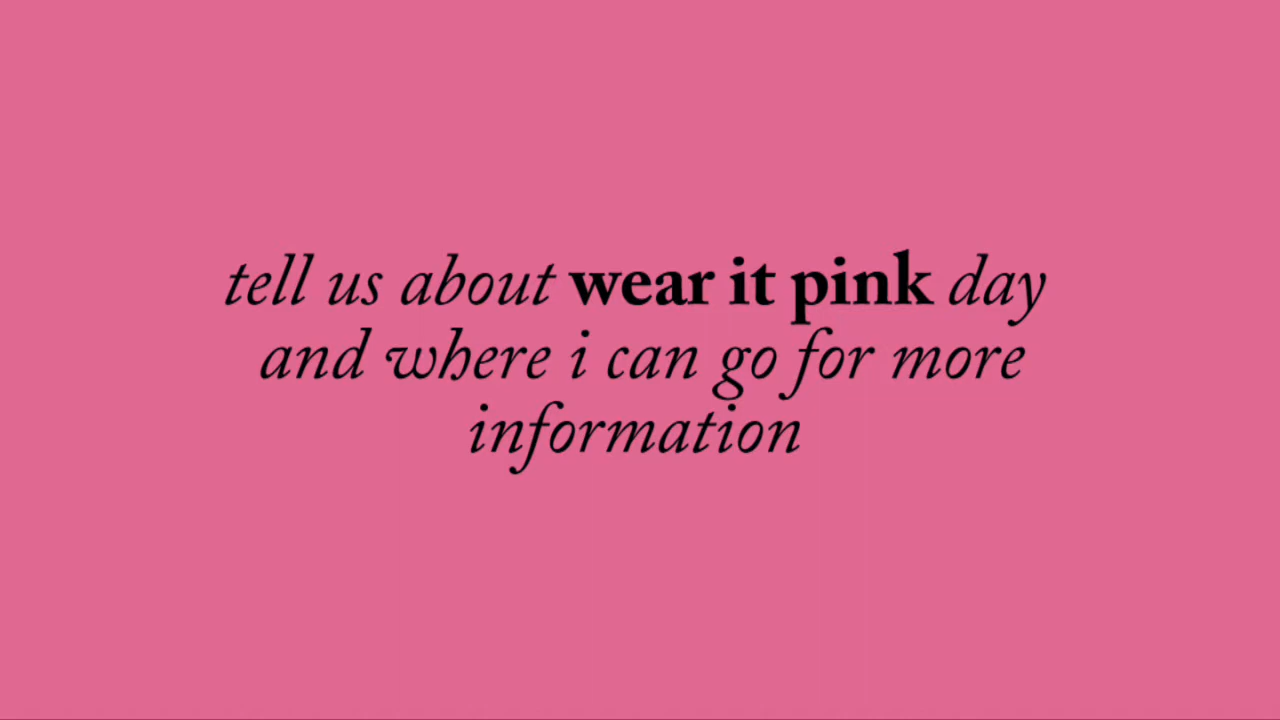 tell us about wear it pink day
and where i can go for more
information